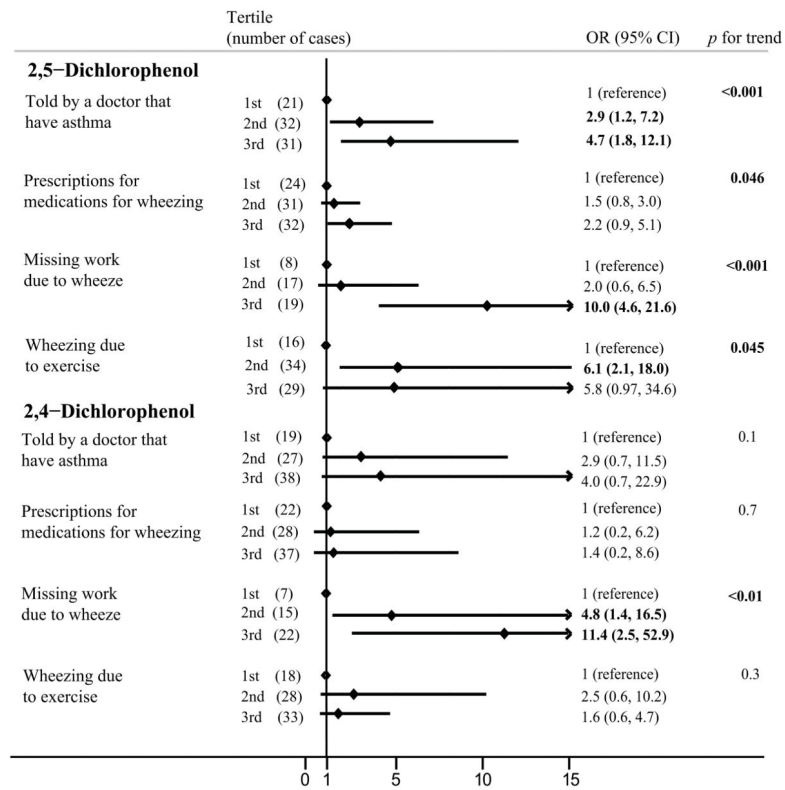 Tertile
(number of cases) OR (95% CI) p for trend
2,5−Dichlorophenol
Told by a doctor that
have asthma
1st (21) 1 (reference) <0.001
2nd (32) 2.9 (1.2, 7.2)
3rd (31) 4.7 (1.8, 12.1)
Prescriptions for
medications for wheezing
1st (24) 1 (reference) 0.046
2nd (31) 1.5 (0.8, 3.0)
3rd (32) 2.2 (0.9, 5.1)
Missing work
due to wheeze
1st (8) 1 (reference) <0.001
2nd (17) 2.0 (0.6, 6.5)
3rd (19) 10.0 (4.6, 21.6)
Wheezing due
to exercise
1st (16) 1 (reference) 0.045
2nd (34) 6.1 (2.1, 18.0)
3rd (29) 5.8 (0.97, 34.6)
2,4−Dichlorophenol
Told by a doctor that
have asthma
1st (19) 1 (reference) 0.1
2nd (27) 2.9 (0.7, 11.5)
3rd (38) 4.0 (0.7, 22.9)
Prescriptions for
medications for wheezing
1st (22) 1 (reference) 0.7
2nd (28) 1.2 (0.2, 6.2)
3rd (37) 1.4 (0.2, 8.6)
Missing work
due to wheeze
1st (7) 1 (reference) <0.01
2nd (15) 4.8 (1.4, 16.5)
3rd (22) 11.4 (2.5, 52.9)
Wheezing due
to exercise
1st (18) 1 (reference) 0.3
2nd (28) 2.5 (0.6, 10.2)
3rd (33) 1.6 (0.6, 4.7)
0 1 5 10 15